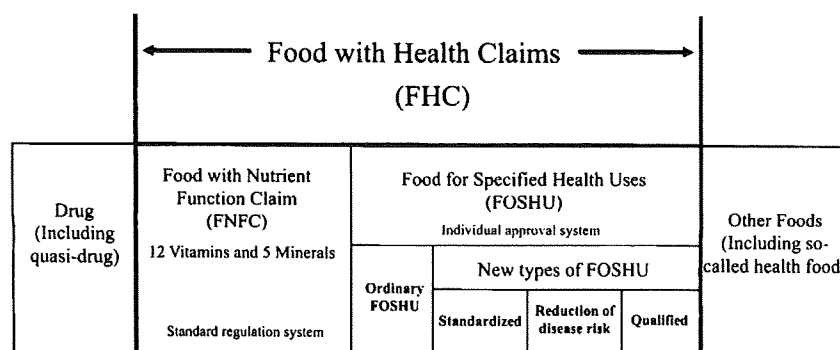 Food with Health Claims
(FHC)
Drug
(Including
quasi-drug)
Food with Nutrient
Function Claim
(FNFC)
12 Vitamins and 5 Minerals
Standard regulation system
Food for Specified Health Uses
(FOSHU)
Individual approval system
Ordinary
FOSHU
New types of FOSHU
Standardized
Reduction of
disease risk
Qualified
Other Foods
(Including so-
called health food